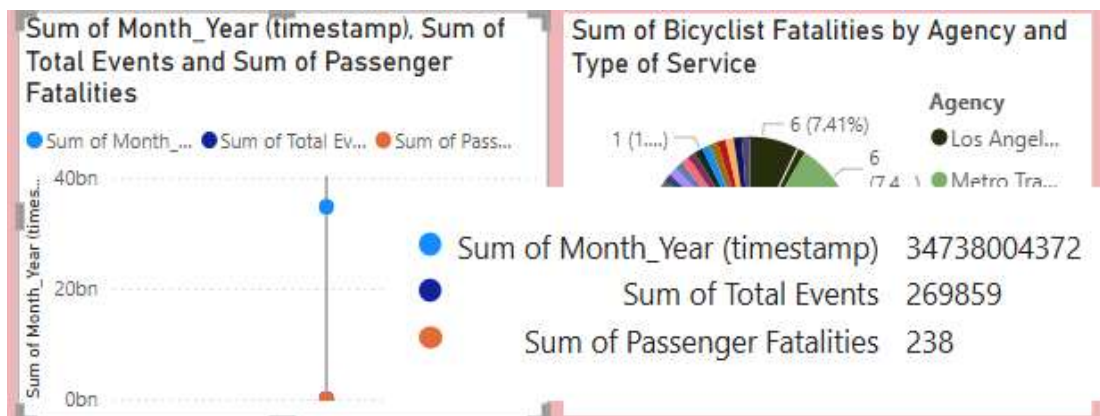 Sum of Month_Year (timestamp), Sum of
Total Events and Sum of Passenger
Fatalities
Sum of Month_... Sum of Total Ev... Sum of Pass...
40bn
20bn
0bn
Sum of Month_Year (times...
Sum of Bicyclist Fatalities by Agency and
Type of Service
Agency
Los Angel...
Metro Tra...
1 (1....)
6 (7.41%)
6
(7.4...)
Sum of Month_Year (timestamp) 34738004372
Sum of Total Events 269859
Sum of Passenger Fatalities 238